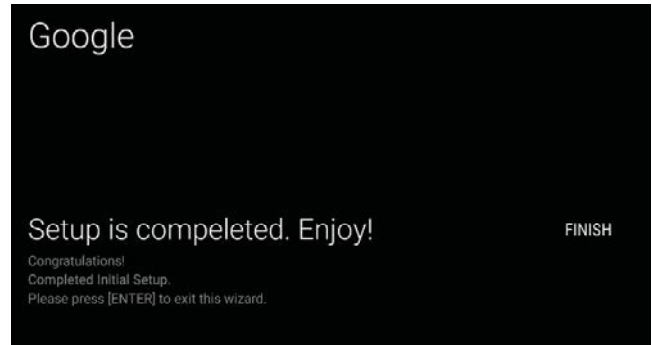 Google
Setup is compeleted. Enjoy!
FINISH
Congratulations!
Completed Initial Setup.
Please press [ENTER] to exit this wizard.